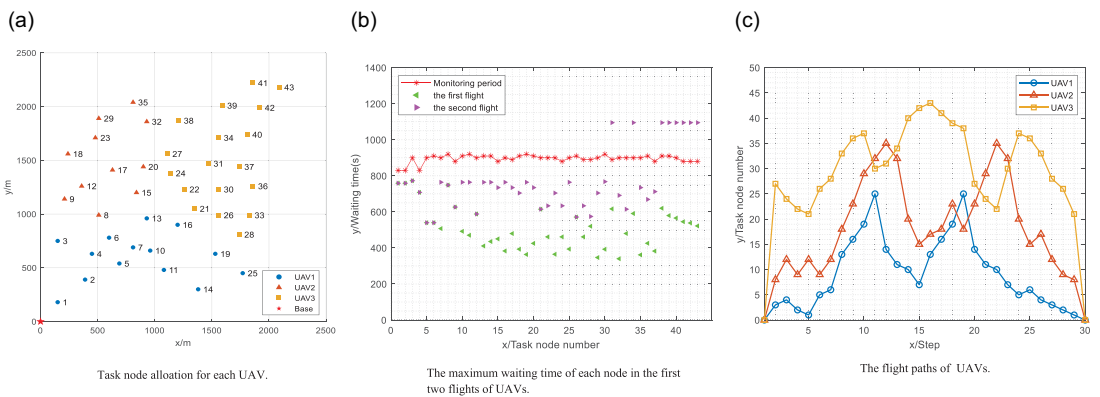 (a)
(b)
(c)
2500
2000
1500
1000
500
0
0 500 1000 1500 2000 2500
y/m
x/m
41
43
35
39
42
29
32
38
40
23
34
18
27
20
31
37
17
24
12
22
30
36
15
9
21
26
33
8
13
16
28
3
6
7
10
4
19
5
11
25
2
14
1
UAV1
UAV2
UAV3
Base
Task node alloation for each UAV.
1400
1200
1000
800
600
400
200
0
0 5 10 15 20 25 30 35 40
y/Waiting time(s)
x/Task node number
Monitoring period
the first flight
the second flight
The maximum waiting time of each node in the first
two flights of UAVs.
50
45
40
35
30
25
20
15
10
5
0
5 10 15 20 25 30
y/Task node number
x/Step
UAV1
UAV2
UAV3
The flight paths of UAVs.